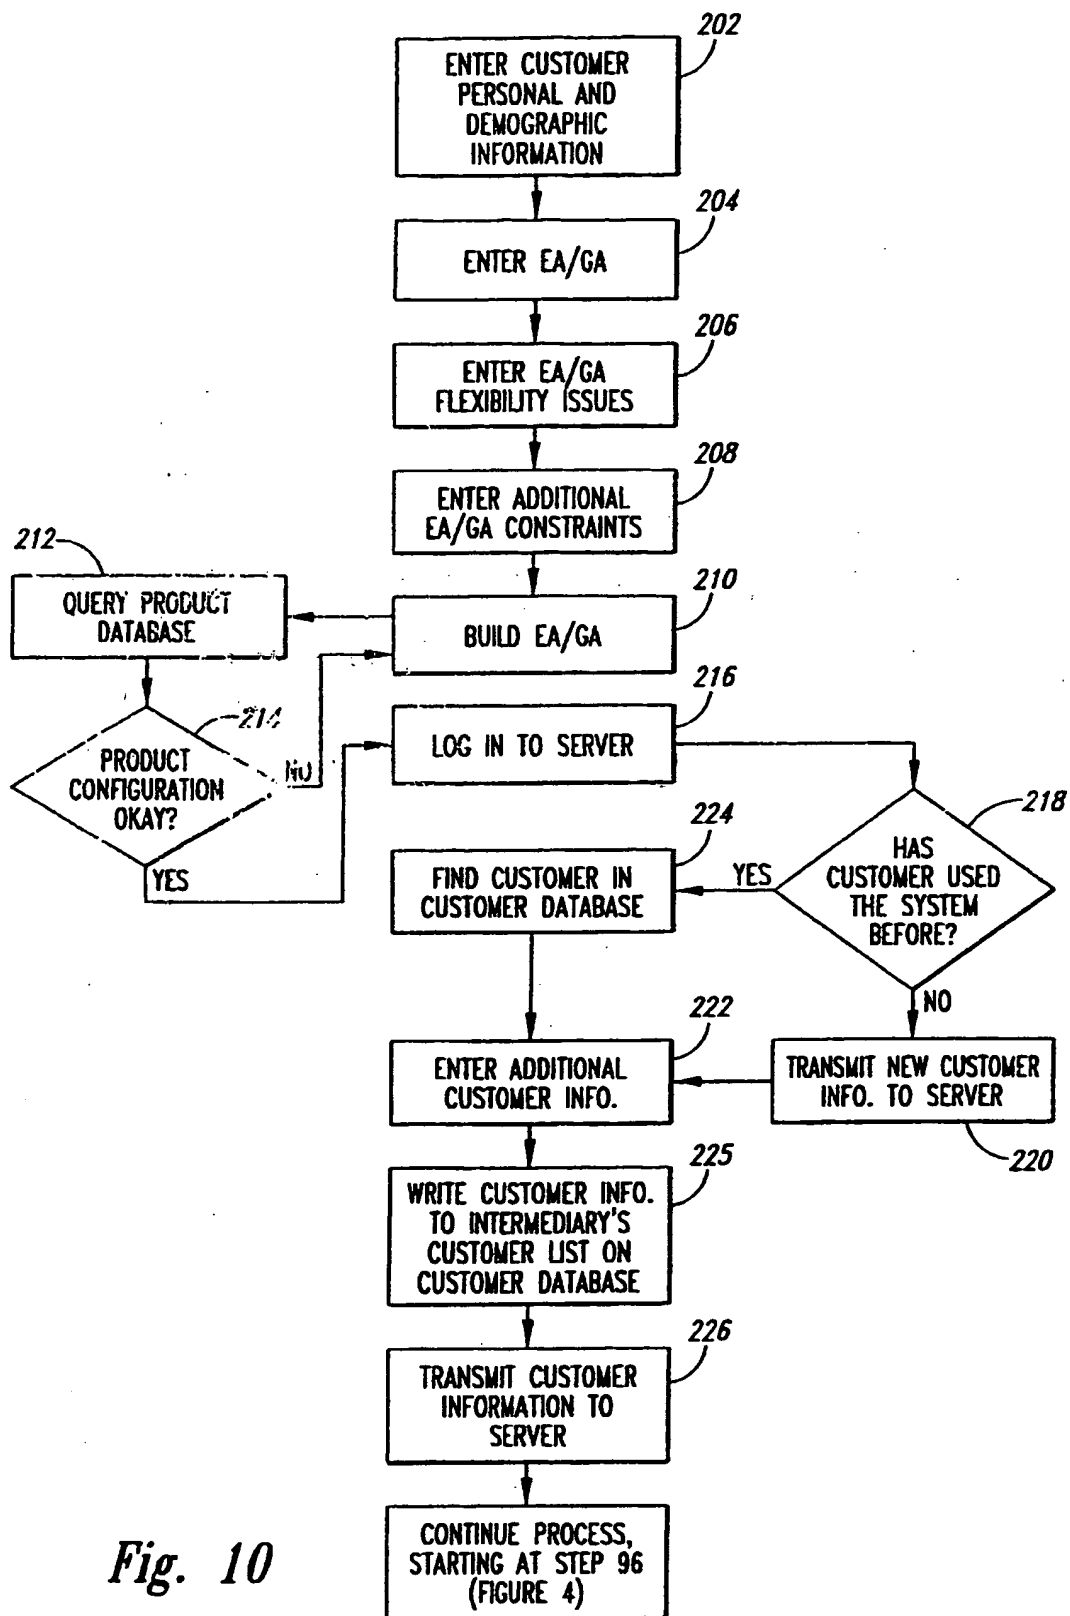 202
ENTER CUSTOMER
PERSONAL AND
DEMOGRAPHIC
INFORMATION
204
ENTER EA/GA
206
ENTER EA/GA
FLEXIBILITY ISSUES
208
ENTER ADDITIONAL
EA/GA CONSTRAINTS
212
QUERY PRODUCT
DATABASE
210
BUILD EA/GA
214
PRODUCT
CONFIGURATION
OKAY?
NO
YES
216
LOG IN TO SERVER
218
HAS
CUSTOMER USED
THE SYSTEM
BEFORE?
YES
NO
224
FIND CUSTOMER IN
CUSTOMER DATABASE
222
ENTER ADDITIONAL
CUSTOMER INFO.
TRANSMIT NEW CUSTOMER
INFO. TO SERVER
220
225
WRITE CUSTOMER INFO.
TO INTERMEDIARY'S
CUSTOMER LIST ON
CUSTOMER DATABASE
226
TRANSMIT CUSTOMER
INFORMATION TO
SERVER
CONTINUE PROCESS,
STARTING AT STEP 96
(FIGURE 4)
Fig. 10